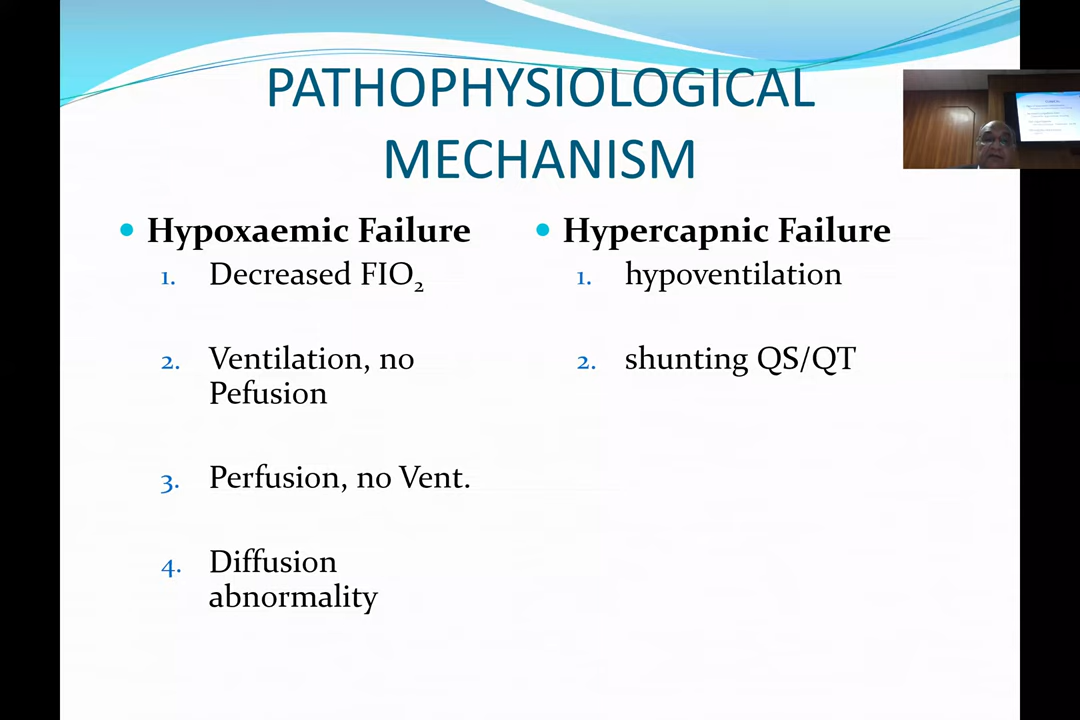 PATHOPHYSIOLOGICAL
MECHANISM
• Hypoxaemic Failure
1. Decreased FIO₂
2. Ventilation, no
Pefusion
3. Perfusion, no Vent.
4. Diffusion
abnormality
• Hypercapnic Failure
1. hypoventilation
2. shunting QS/QT